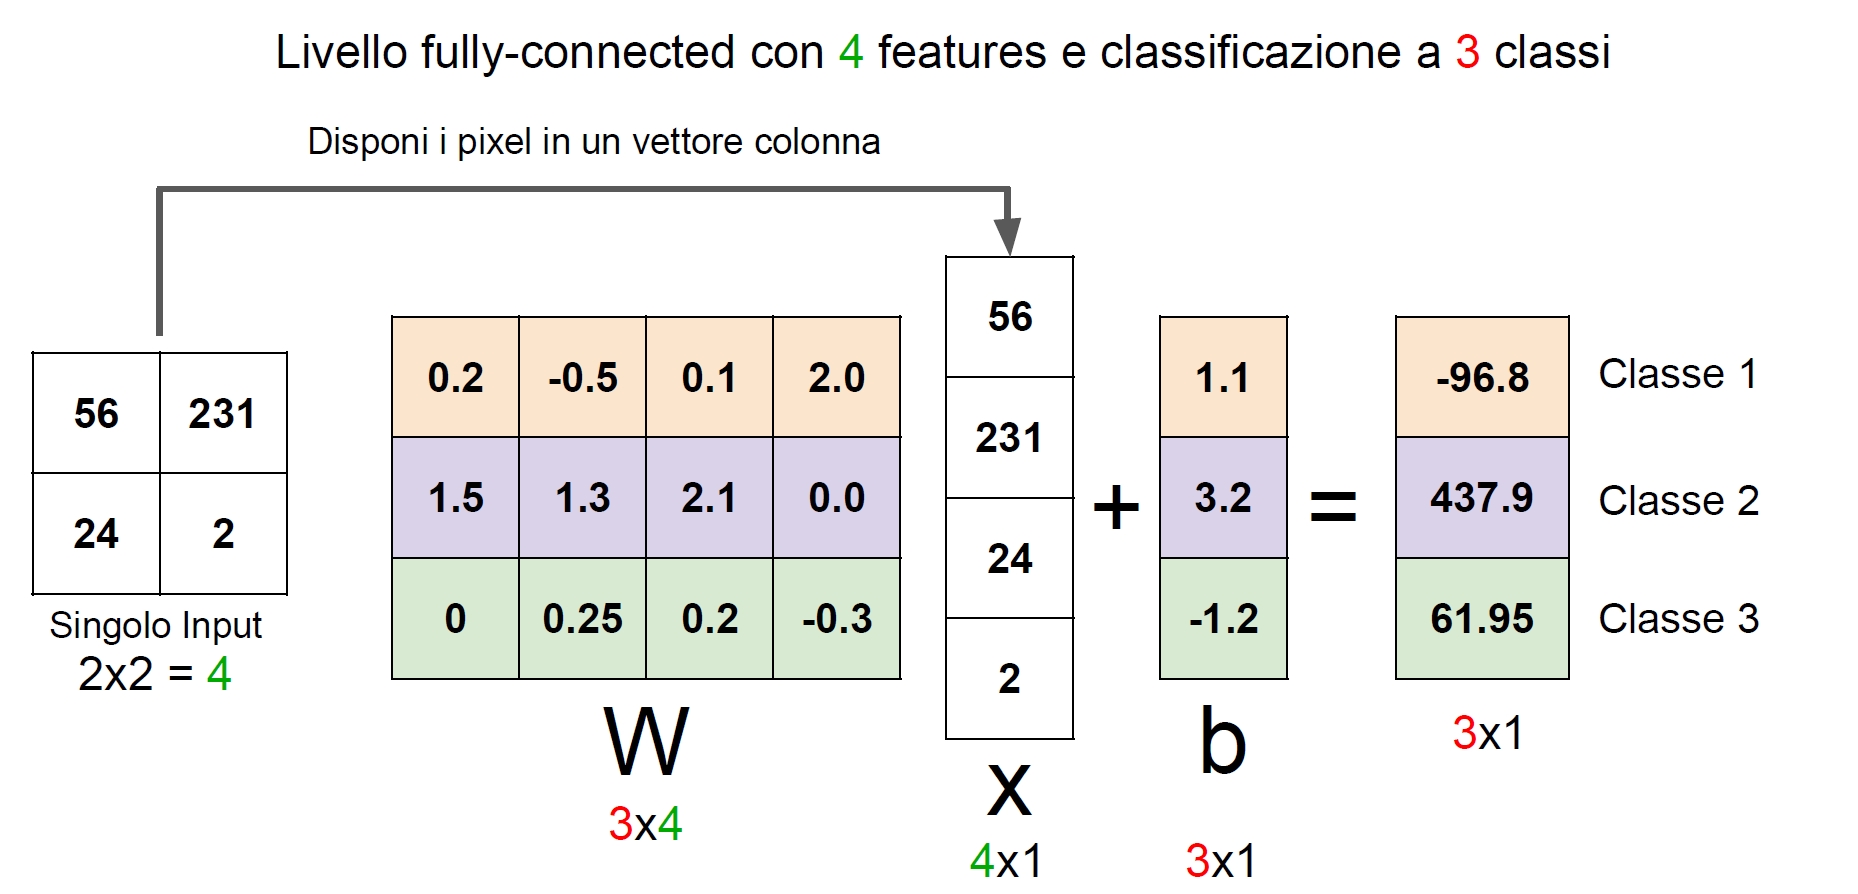 Livello fully-connected con 4 features e classificazione a 3 classi
Disponi i pixel in un vettore colonna
56 231
24 2
Singolo Input
2x2 = 4
0.2 -0.5 0.1 2.0
1.5 1.3 2.1 0.0
0 0.25 0.2 -0.3
W
3x4
56
231
24
2
x
4x1
+
1.1
3.2
-1.2
b
3x1
=
-96.8 Classe 1
437.9 Classe 2
61.95 Classe 3
3x1